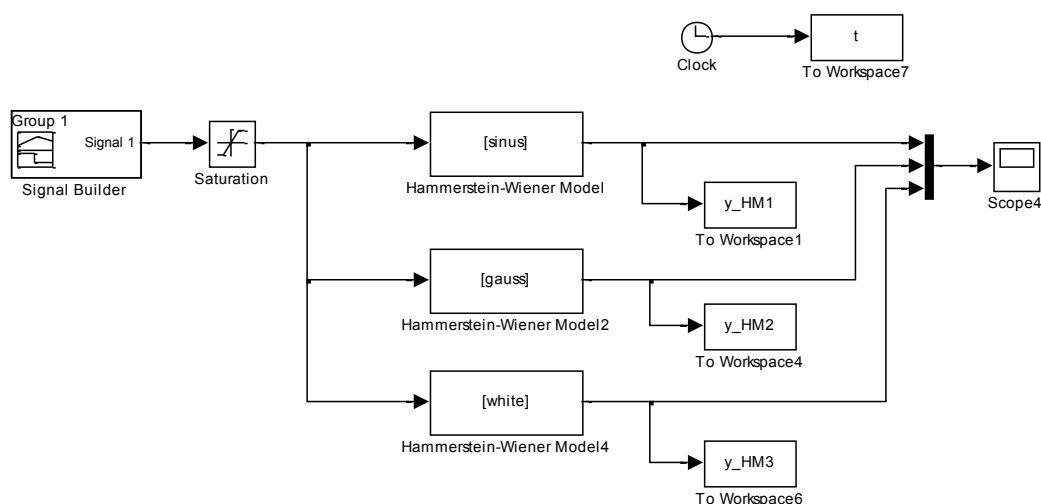 t
Clock
To Workspace7
Group 1
Signal 1
Signal Builder
Saturation
[sinus]
Hammerstein-Wiener Model
y_HM1
To Workspace1
Scope4
[gauss]
Hammerstein-Wiener Model2
y_HM2
To Workspace4
[white]
Hammerstein-Wiener Model4
y_HM3
To Workspace6